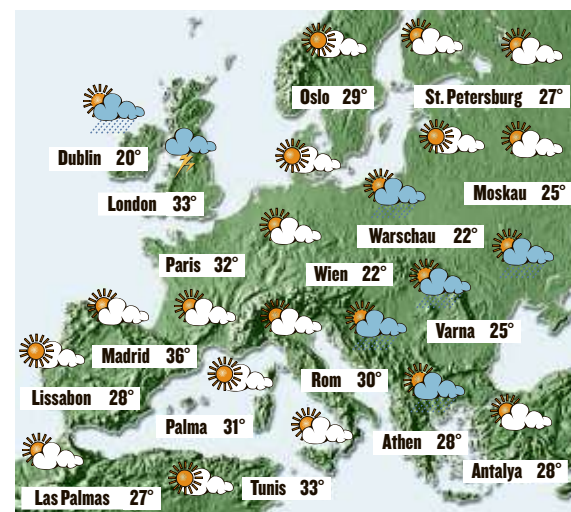 Oslo 29°
St. Petersburg 27°
Dublin 20°
Moskau 25°
London 33°
Warschau 22°
Paris 32°
Wien 22°
Varna 25°
Madrid 36°
Rom 30°
Lissabon 28°
Palma 31°
Athen 28°
Antalya 28°
Las Palmas 27°
Tunis 33°